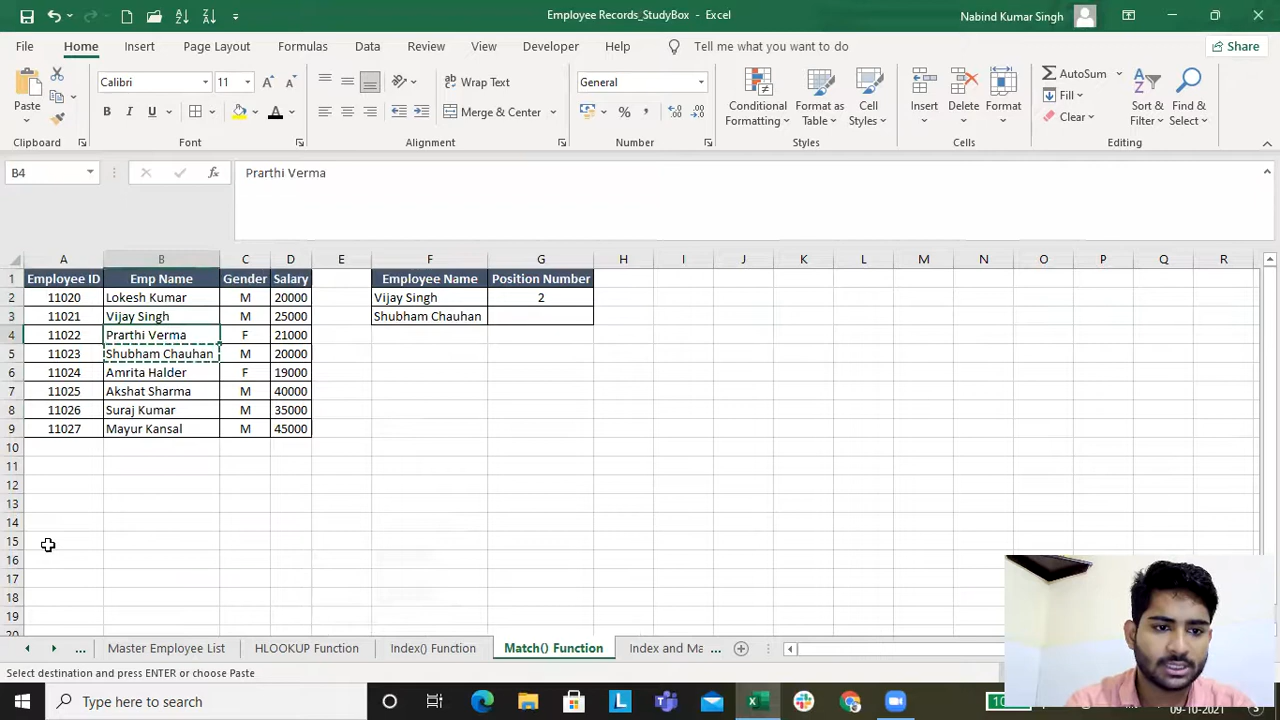 Employee Records_StudyBox - Excel
Nabind Kumar Singh
File Home Insert Page Layout Formulas Data Review View Developer Help Tell me what you want to do Share
Calibri 11 Wrap Text General AutoSum
Fill
Paste B I U Merge & Center Conditional Formatting Format as Table Cell Styles Insert Delete Format Clear Sort & Filter Find & Select
Clipboard Font Alignment Number Styles Cells Editing
B4 Prarthi Verma
A B C D E F G H I J K L M N O P Q R
1 Employee ID Emp Name Gender Salary Employee Name Position Number
2 11020 Lokesh Kumar M 20000 Vijay Singh 2
3 11021 Vijay Singh M 25000 Shubham Chauhan
4 11022 Prarthi Verma F 21000
5 11023 Shubham Chauhan M 20000
6 11024 Amrita Halder F 19000
7 11025 Akshat Sharma M 40000
8 11026 Suraj Kumar M 35000
9 11027 Mayur Kansal M 45000
10
11
12
13
14
15
16
17
18
19
... Master Employee List HLOOKUP Function Index() Function Match() Function Index and Ma ...
Select destination and press ENTER or choose Paste
Type here to search
09-10-2021